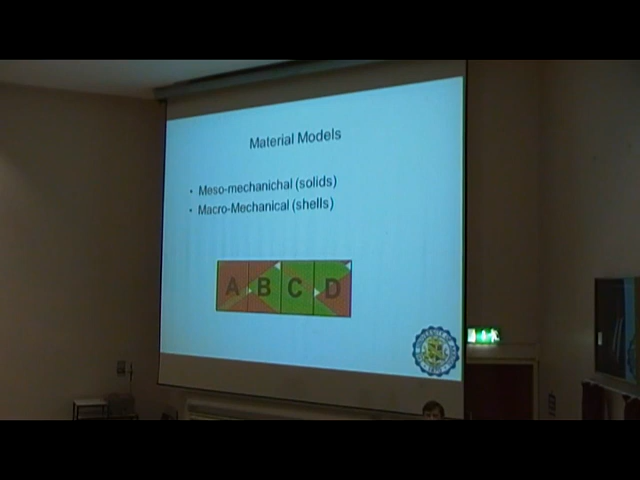 Material Models
• Meso-mechanichal (solids)
• Macro-Mechanical (shells)
A B C D